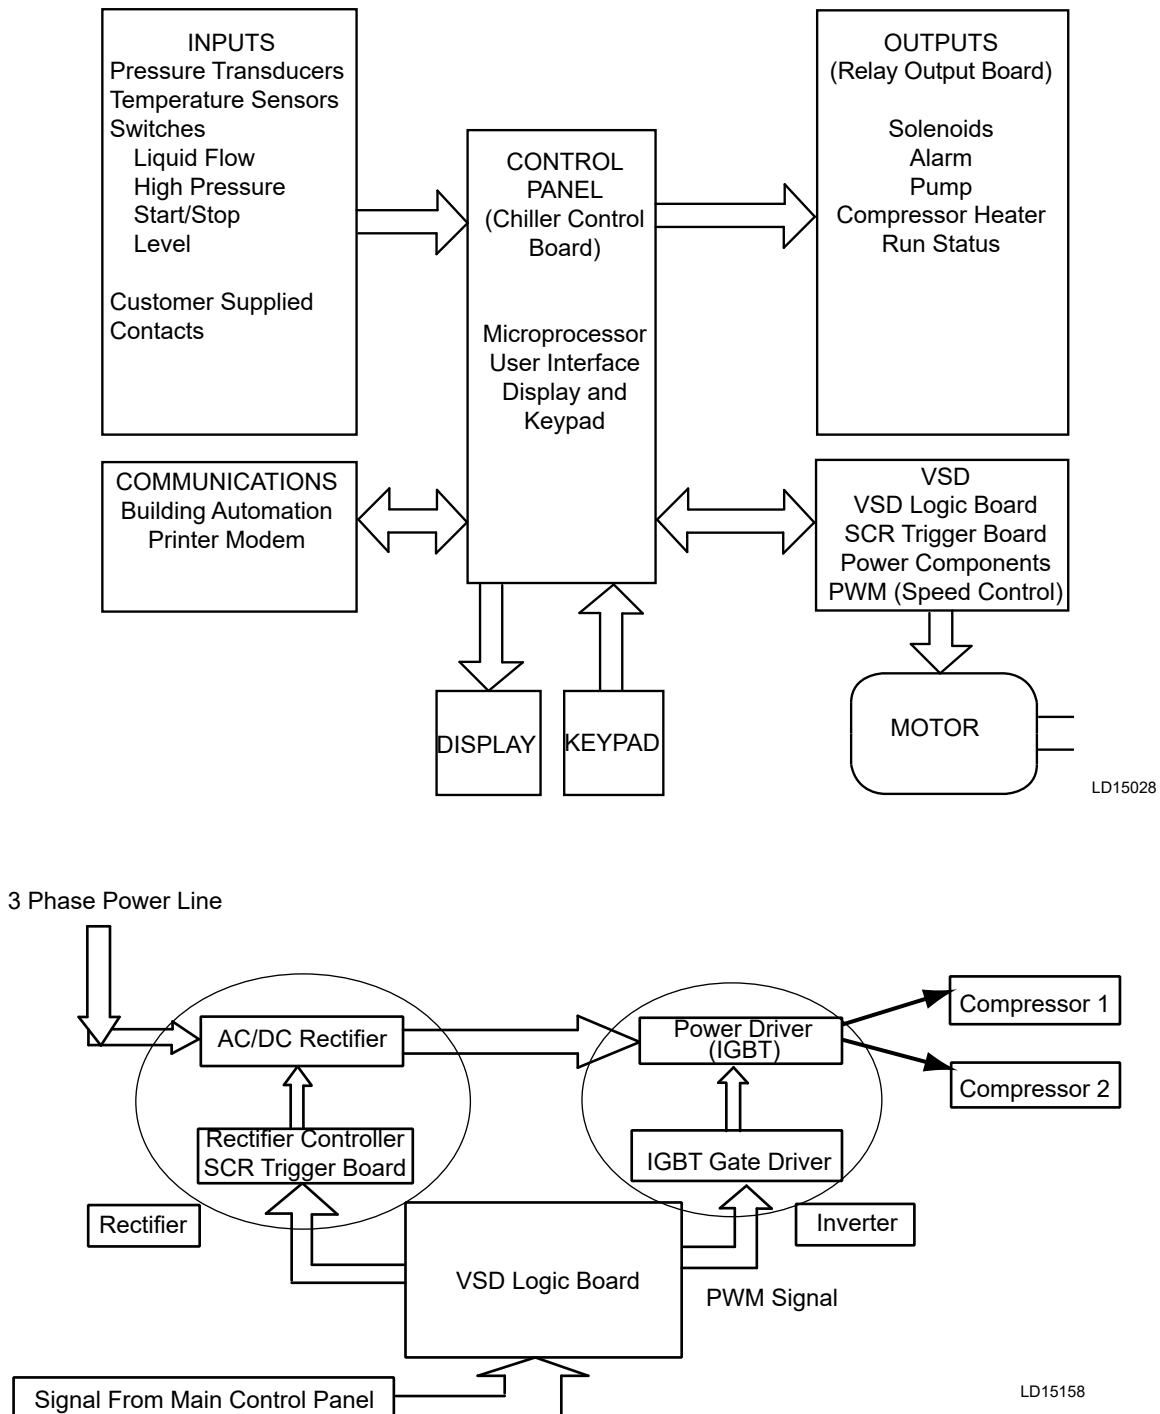 INPUTS
Pressure Transducers
Temperature Sensors
Switches
Liquid Flow
High Pressure
Start/Stop
Level
Customer Supplied
Contacts
CONTROL
PANEL
(Chiller Control
Board)
Microprocessor
User Interface
Display and
Keypad
OUTPUTS
(Relay Output Board)
Solenoids
Alarm
Pump
Compressor Heater
Run Status
COMMUNICATIONS
Building Automation
Printer Modem
VSD
VSD Logic Board
SCR Trigger Board
Power Components
PWM (Speed Control)
DISPLAY
KEYPAD
MOTOR
LD15028
3 Phase Power Line
AC/DC Rectifier
Power Driver
(IGBT)
Compressor 1
Compressor 2
Rectifier Controller
SCR Trigger Board
IGBT Gate Driver
Rectifier
Inverter
VSD Logic Board
PWM Signal
Signal From Main Control Panel
LD15158